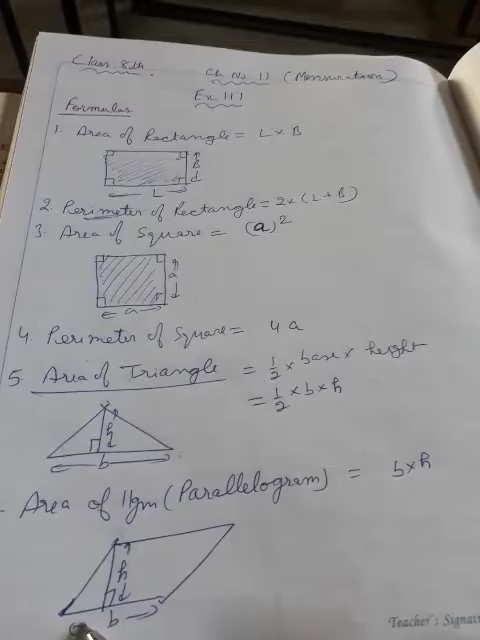 Class 8th.
Ch No 11 (Mensuration)
Ex 11.1
Formulas
1. Area of Rectangle = L × B
B
L
2. Perimeter of Rectangle = 2 × (L + B)
3. Area of Square = (a)²
a
a
4. Perimeter of Square = 4a
5. Area of Triangle = 1/2 × base × height
= 1/2 × b × h
h
b
Area of ||gm (Parallelogram) = b × h
h
b
Teacher's Signat